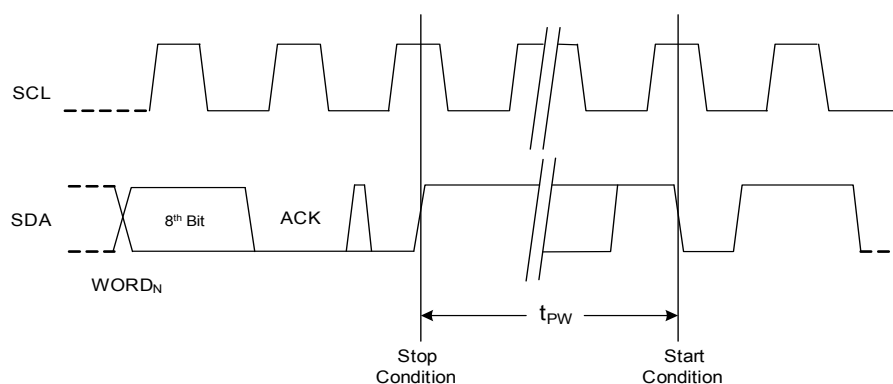 SCL
SDA
8th Bit
ACK
WORDN
tPW
Stop
Condition
Start
Condition